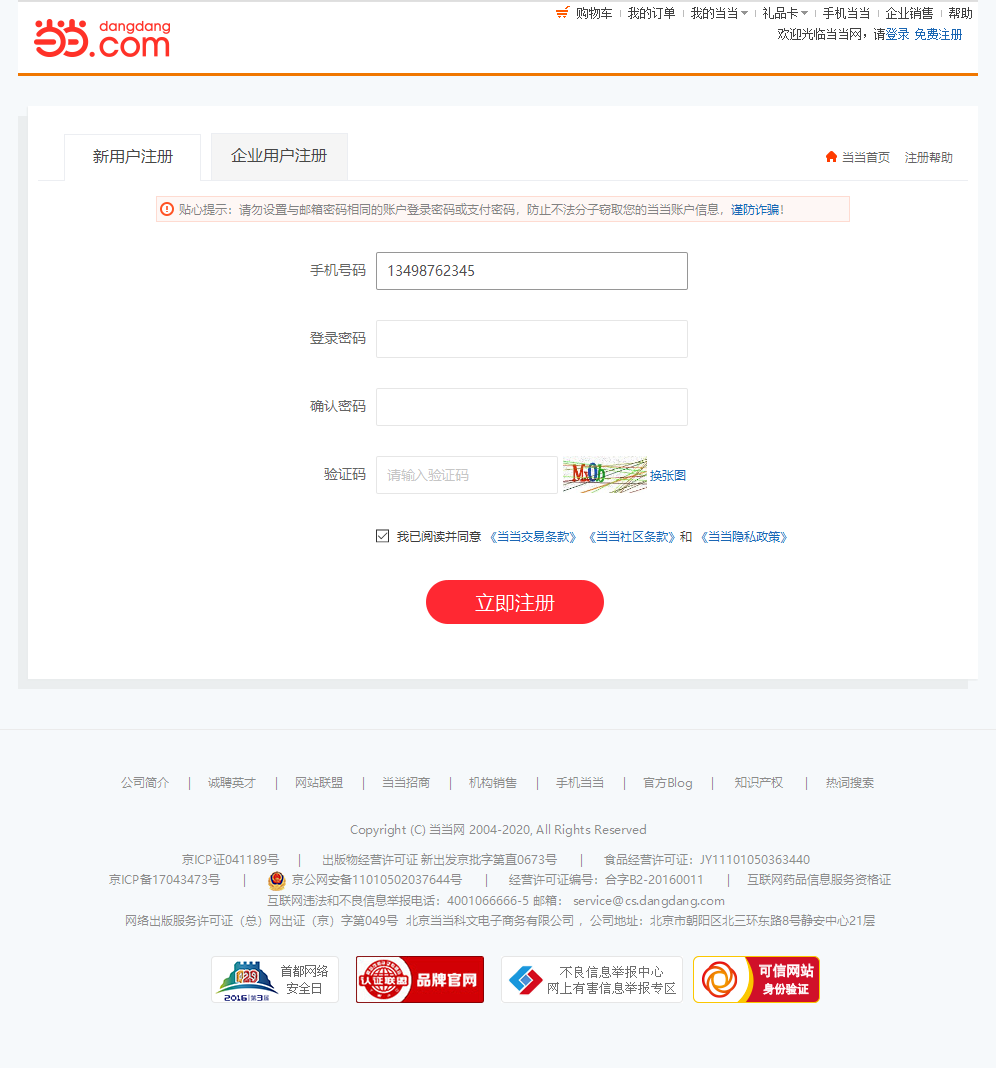 dangdang
.com
购物车 我的订单 我的当当 礼品卡 手机当当 企业销售 帮助
欢迎光临当当网，请登录 免费注册
新用户注册 企业用户注册 当当首页 注册帮助
贴心提示：请勿设置与邮箱密码相同的账户登录密码或支付密码，防止不法分子窃取您的当当账户信息，谨防诈骗！
手机号码 13498762345
登录密码
确认密码
验证码 请输入验证码 换张图
我已阅读并同意《当当交易条款》《当当社区条款》和《当当隐私政策》
立即注册
公司简介 | 诚聘英才 | 网站联盟 | 当当招商 | 机构销售 | 手机当当 | 官方Blog | 知识产权 | 热词搜索
Copyright (C) 当当网 2004-2020, All Rights Reserved
京ICP证041189号 | 出版物经营许可证 新出发京批字第直0673号 | 食品经营许可证：JY11101050363440
京ICP备17043473号 | 京公网安备11010502037644号 | 经营许可证编号：合字B2-20160011 | 互联网药品信息服务资格证
互联网违法和不良信息举报电话：4001066666-5 邮箱： service@cs.dangdang.com
网络出版服务许可证（总）网出证（京）字第049号 北京当当科文电子商务有限公司 ，公司地址：北京市朝阳区北三环东路8号静安中心21层
829 2016 第3届 首都网络
安全日
认证联盟 品牌官网
不良信息举报中心
网上有害信息举报专区
可信网站
身份验证